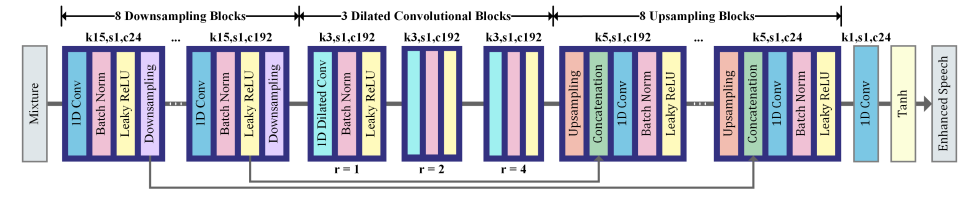 8 Downsampling Blocks
3 Dilated Convolutional Blocks
8 Upsampling Blocks
k15,s1,c24
...
k15,s1,c192
k3,s1,c192
k3,s1,c192
k3,s1,c192
k5,s1,c192
...
k5,s1,c24
k1,s1,c24
Mixture
1D Conv
Batch Norm
Leaky ReLU
Downsampling
...
1D Conv
Batch Norm
Leaky ReLU
Downsampling
1D Dilated Conv
Batch Norm
Leaky ReLU
Upsampling
Concatenation
1D Conv
Batch Norm
Leaky ReLU
...
Upsampling
Concatenation
1D Conv
Batch Norm
Leaky ReLU
1D Conv
Tanh
Enhanced Speech
r = 1
r = 2
r = 4